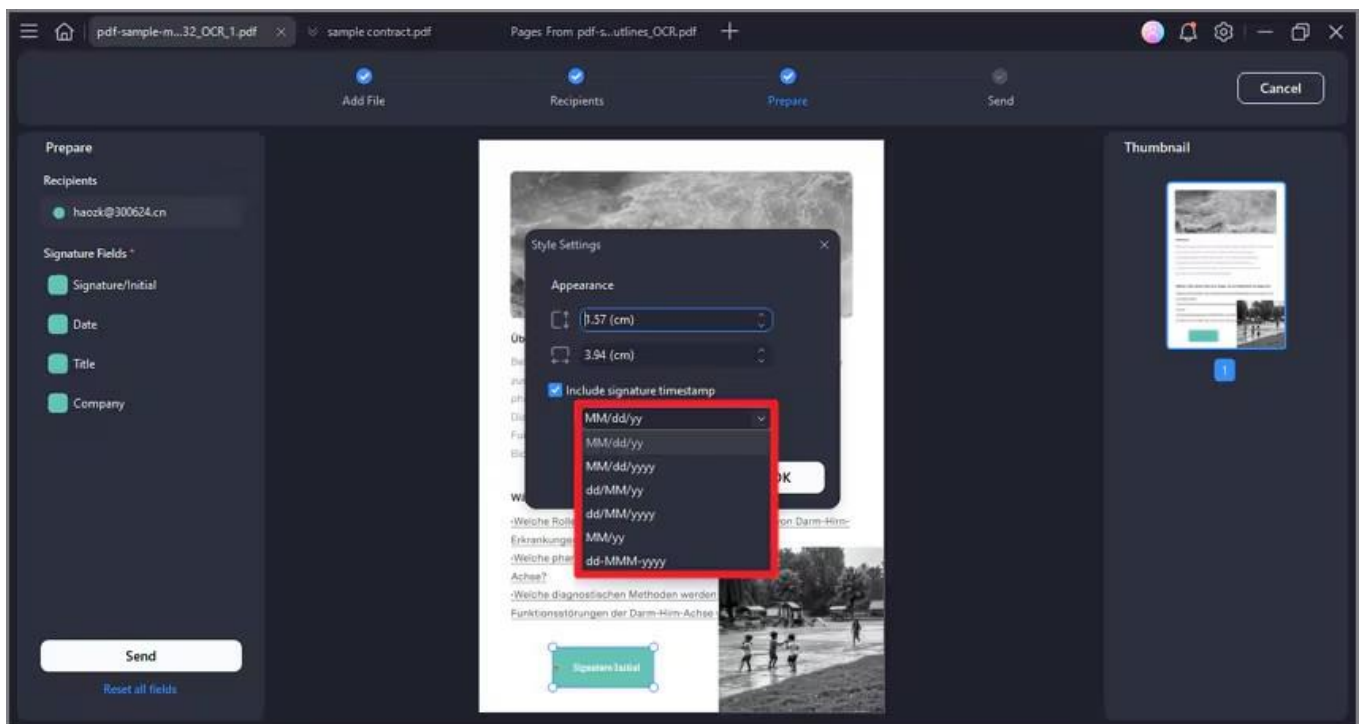 pdf-sample-m...32_OCR_1.pdf
sample contract.pdf
Pages From pdf-s...utlines_OCR.pdf
Add File
Recipients
Prepare
Send
Cancel
Prepare
Recipients
haozk@300624.cn
Signature Fields *
Signature/Initial
Date
Title
Company
Send
Reset all fields
Style Settings
Appearance
1.57 (cm)
3.94 (cm)
Include signature timestamp
MM/dd/yy
MM/dd/yy
MM/dd/yyyy
dd/MM/yy
dd/MM/yyyy
MM/yy
dd-MMM-yyyy
OK
-Welche Rolle von Darm-Hirn-
Erkrankungen
-Welche phar
Achse?
-Welche diagnostischen Methoden werden
Funktionsstörungen der Darm-Hirn-Achse
Signature/Initial
Thumbnail
1